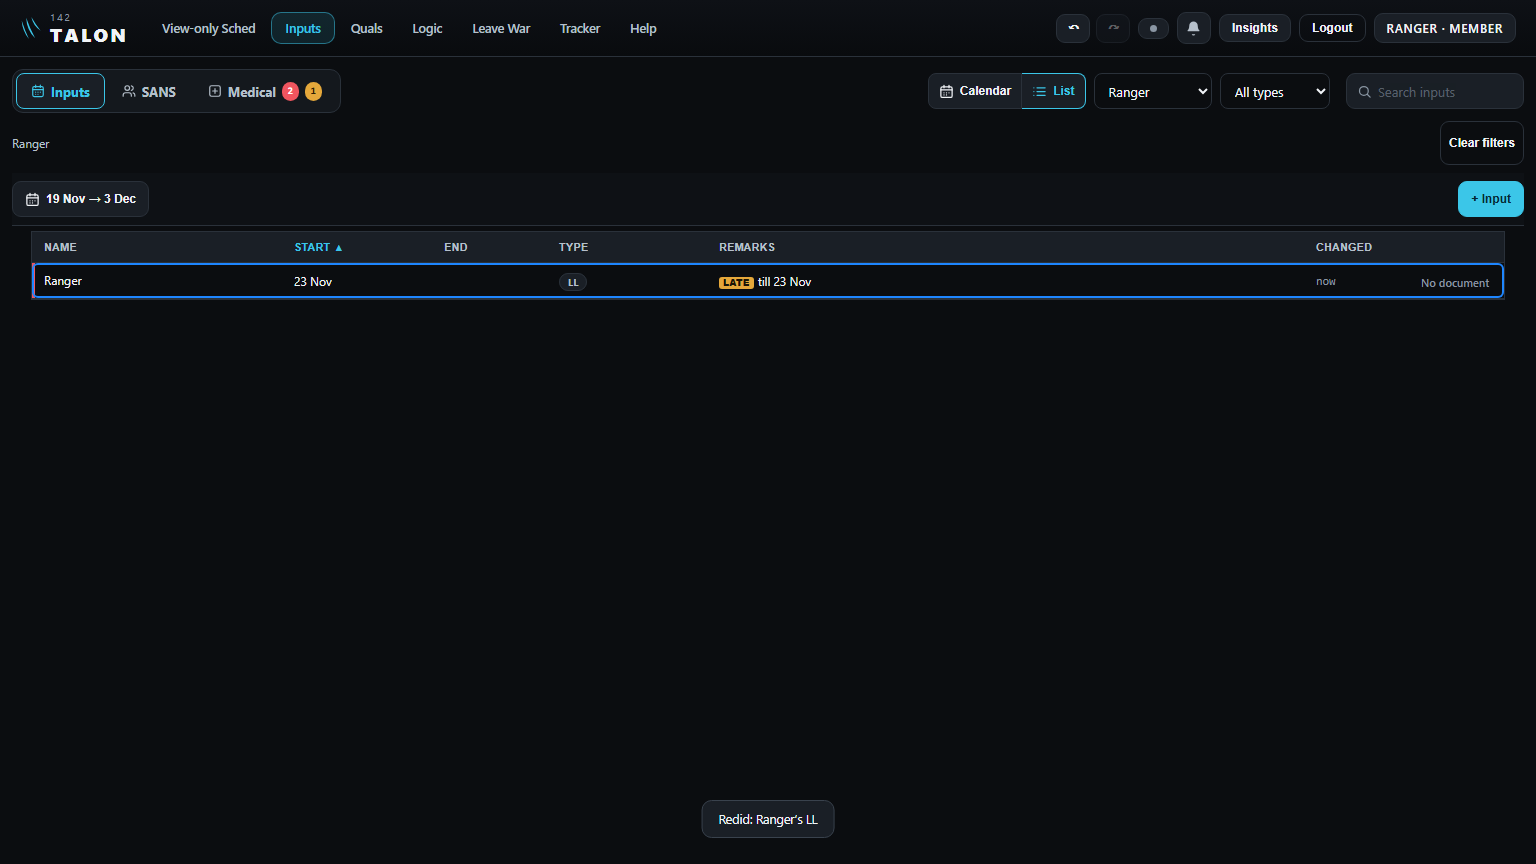 142
TALON
View-only Sched
Inputs
Quals
Logic
Leave War
Tracker
Help
Insights
Logout
RANGER · MEMBER
Inputs
SANS
Medical 2 1
Calendar
List
Ranger
All types
Search inputs
Ranger
Clear filters
19 Nov → 3 Dec
+ Input
NAME START ▲ END TYPE REMARKS CHANGED
Ranger 23 Nov LL LATE till 23 Nov now No document
Redid: Ranger's LL